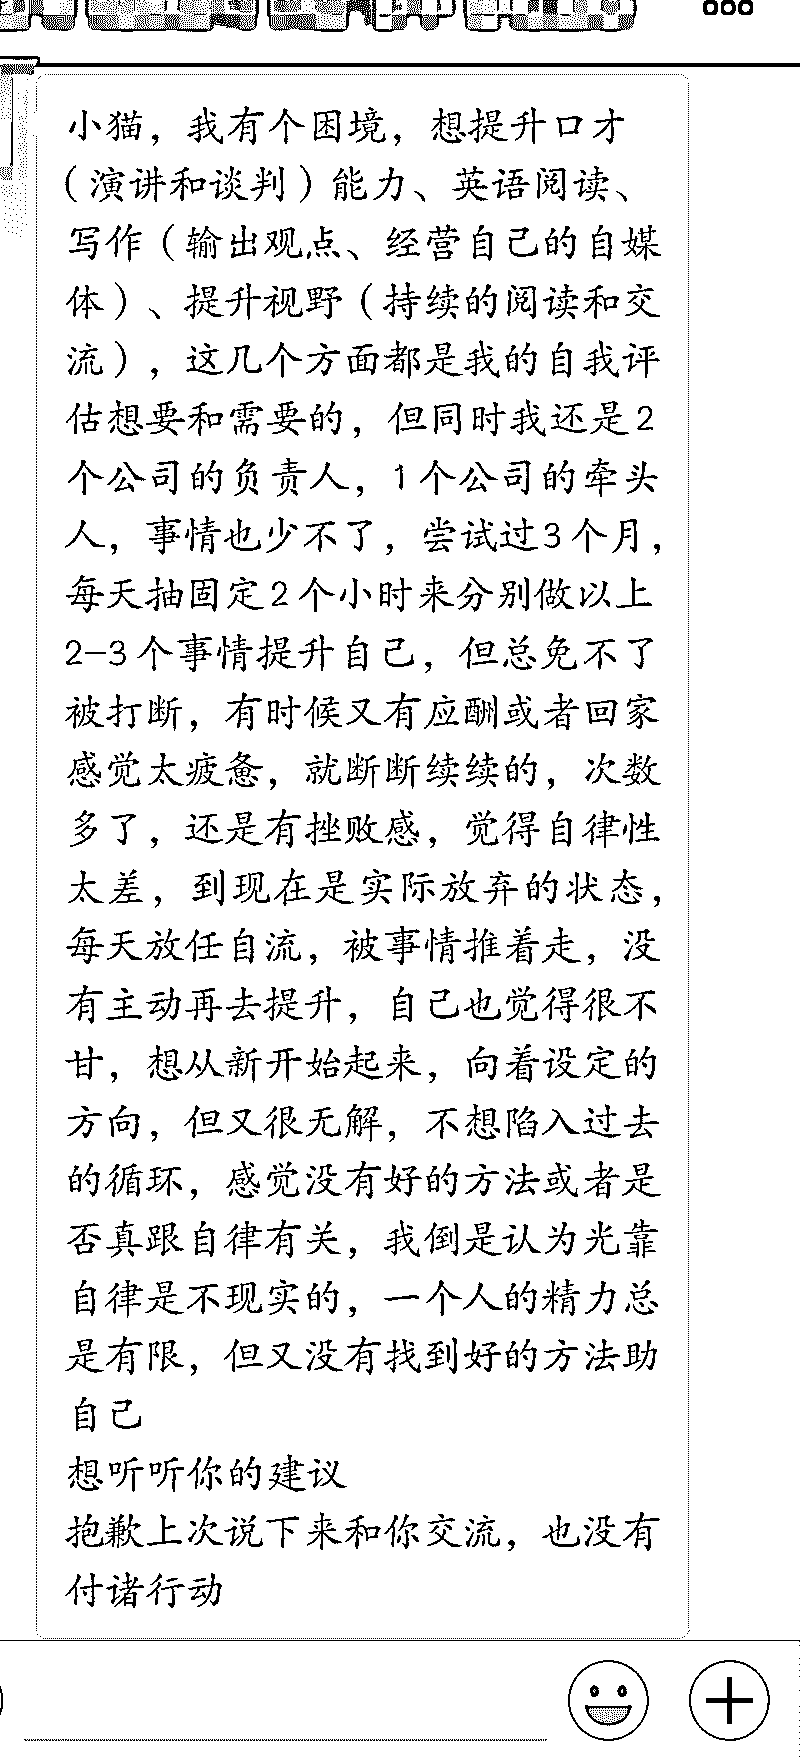 小猫，我有个困境，想提升口才
（演讲和谈判）能力、英语阅读、
写作（输出观点、经营自己的自媒
体）、提升视野（持续的阅读和交
流），这几个方面都是我的自我评
估想要和需要的，但同时我还是2
个公司的负责人，1个公司的牵头
人，事情也少不了，尝试过3个月，
每天抽固定2个小时来分别做以上
2-3个事情提升自己，但总免不了
被打断，有时候又有应酬或者回家
感觉太疲惫，就断断续续的，次数
多了，还是有挫败感，觉得自律性
太差，到现在是实际放弃的状态，
每天放任自流，被事情推着走，没
有主动再去提升，自己也觉得很不
甘，想从新开始起来，向着设定的
方向，但又很无解，不想陷入过去
的循环，感觉没有好的方法或者是
否真跟自律有关，我倒是认为光靠
自律是不现实的，一个人的精力总
是有限，但又没有找到好的方法助
自己
想听听你的建议
抱歉上次说下来和你交流，也没有
付诸行动